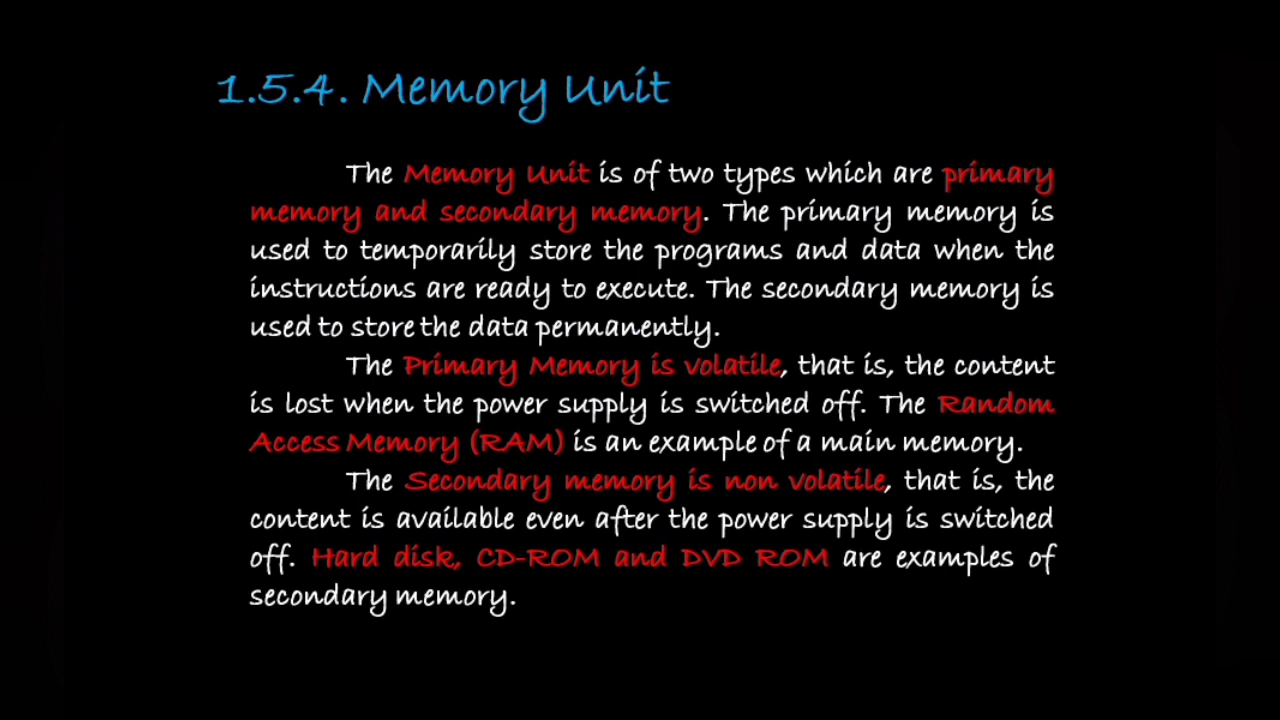 1.5.4. Memory Unit
The Memory Unit is of two types which are primary
memory and secondary memory. The primary memory is
used to temporarily store the programs and data when the
instructions are ready to execute. The secondary memory is
used to store the data permanently.
The Primary Memory is volatile, that is, the content
is lost when the power supply is switched off. The Random
Access Memory (RAM) is an example of a main memory.
The Secondary memory is non volatile, that is, the
content is available even after the power supply is switched
off. Hard disk, CD-ROM and DVD ROM are examples of
secondary memory.